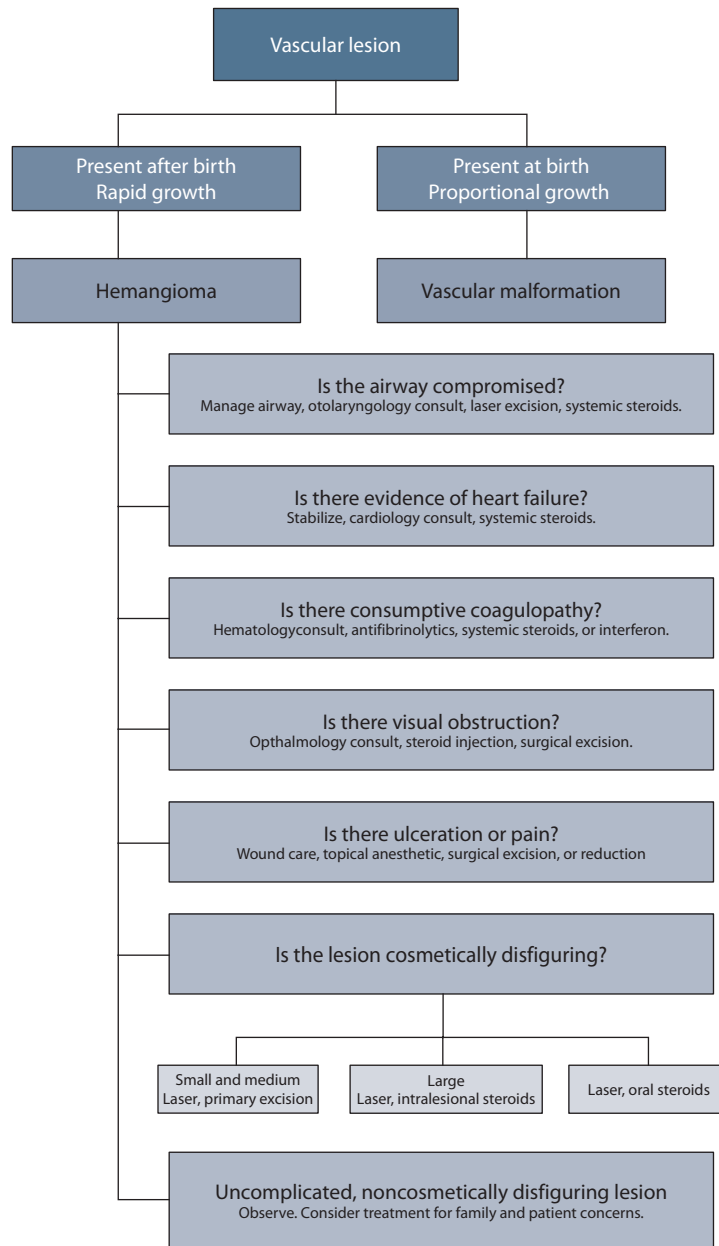 Vascular lesion
Present after birth
Rapid growth
Present at birth
Proportional growth
Hemangioma
Vascular malformation
Is the airway compromised?
Manage airway, otolaryngology consult, laser excision, systemic steroids.
Is there evidence of heart failure?
Stabilize, cardiology consult, systemic steroids.
Is there consumptive coagulopathy?
Hematologyconsult, antifibrinolytics, systemic steroids, or interferon.
Is there visual obstruction?
Opthalmology consult, steroid injection, surgical excision.
Is there ulceration or pain?
Wound care, topical anesthetic, surgical excision, or reduction
Is the lesion cosmetically disfiguring?
Small and medium
Laser, primary excision
Large
Laser, intralesional steroids
Laser, oral steroids
Uncomplicated, noncosmetically disfiguring lesion
Observe. Consider treatment for family and patient concerns.